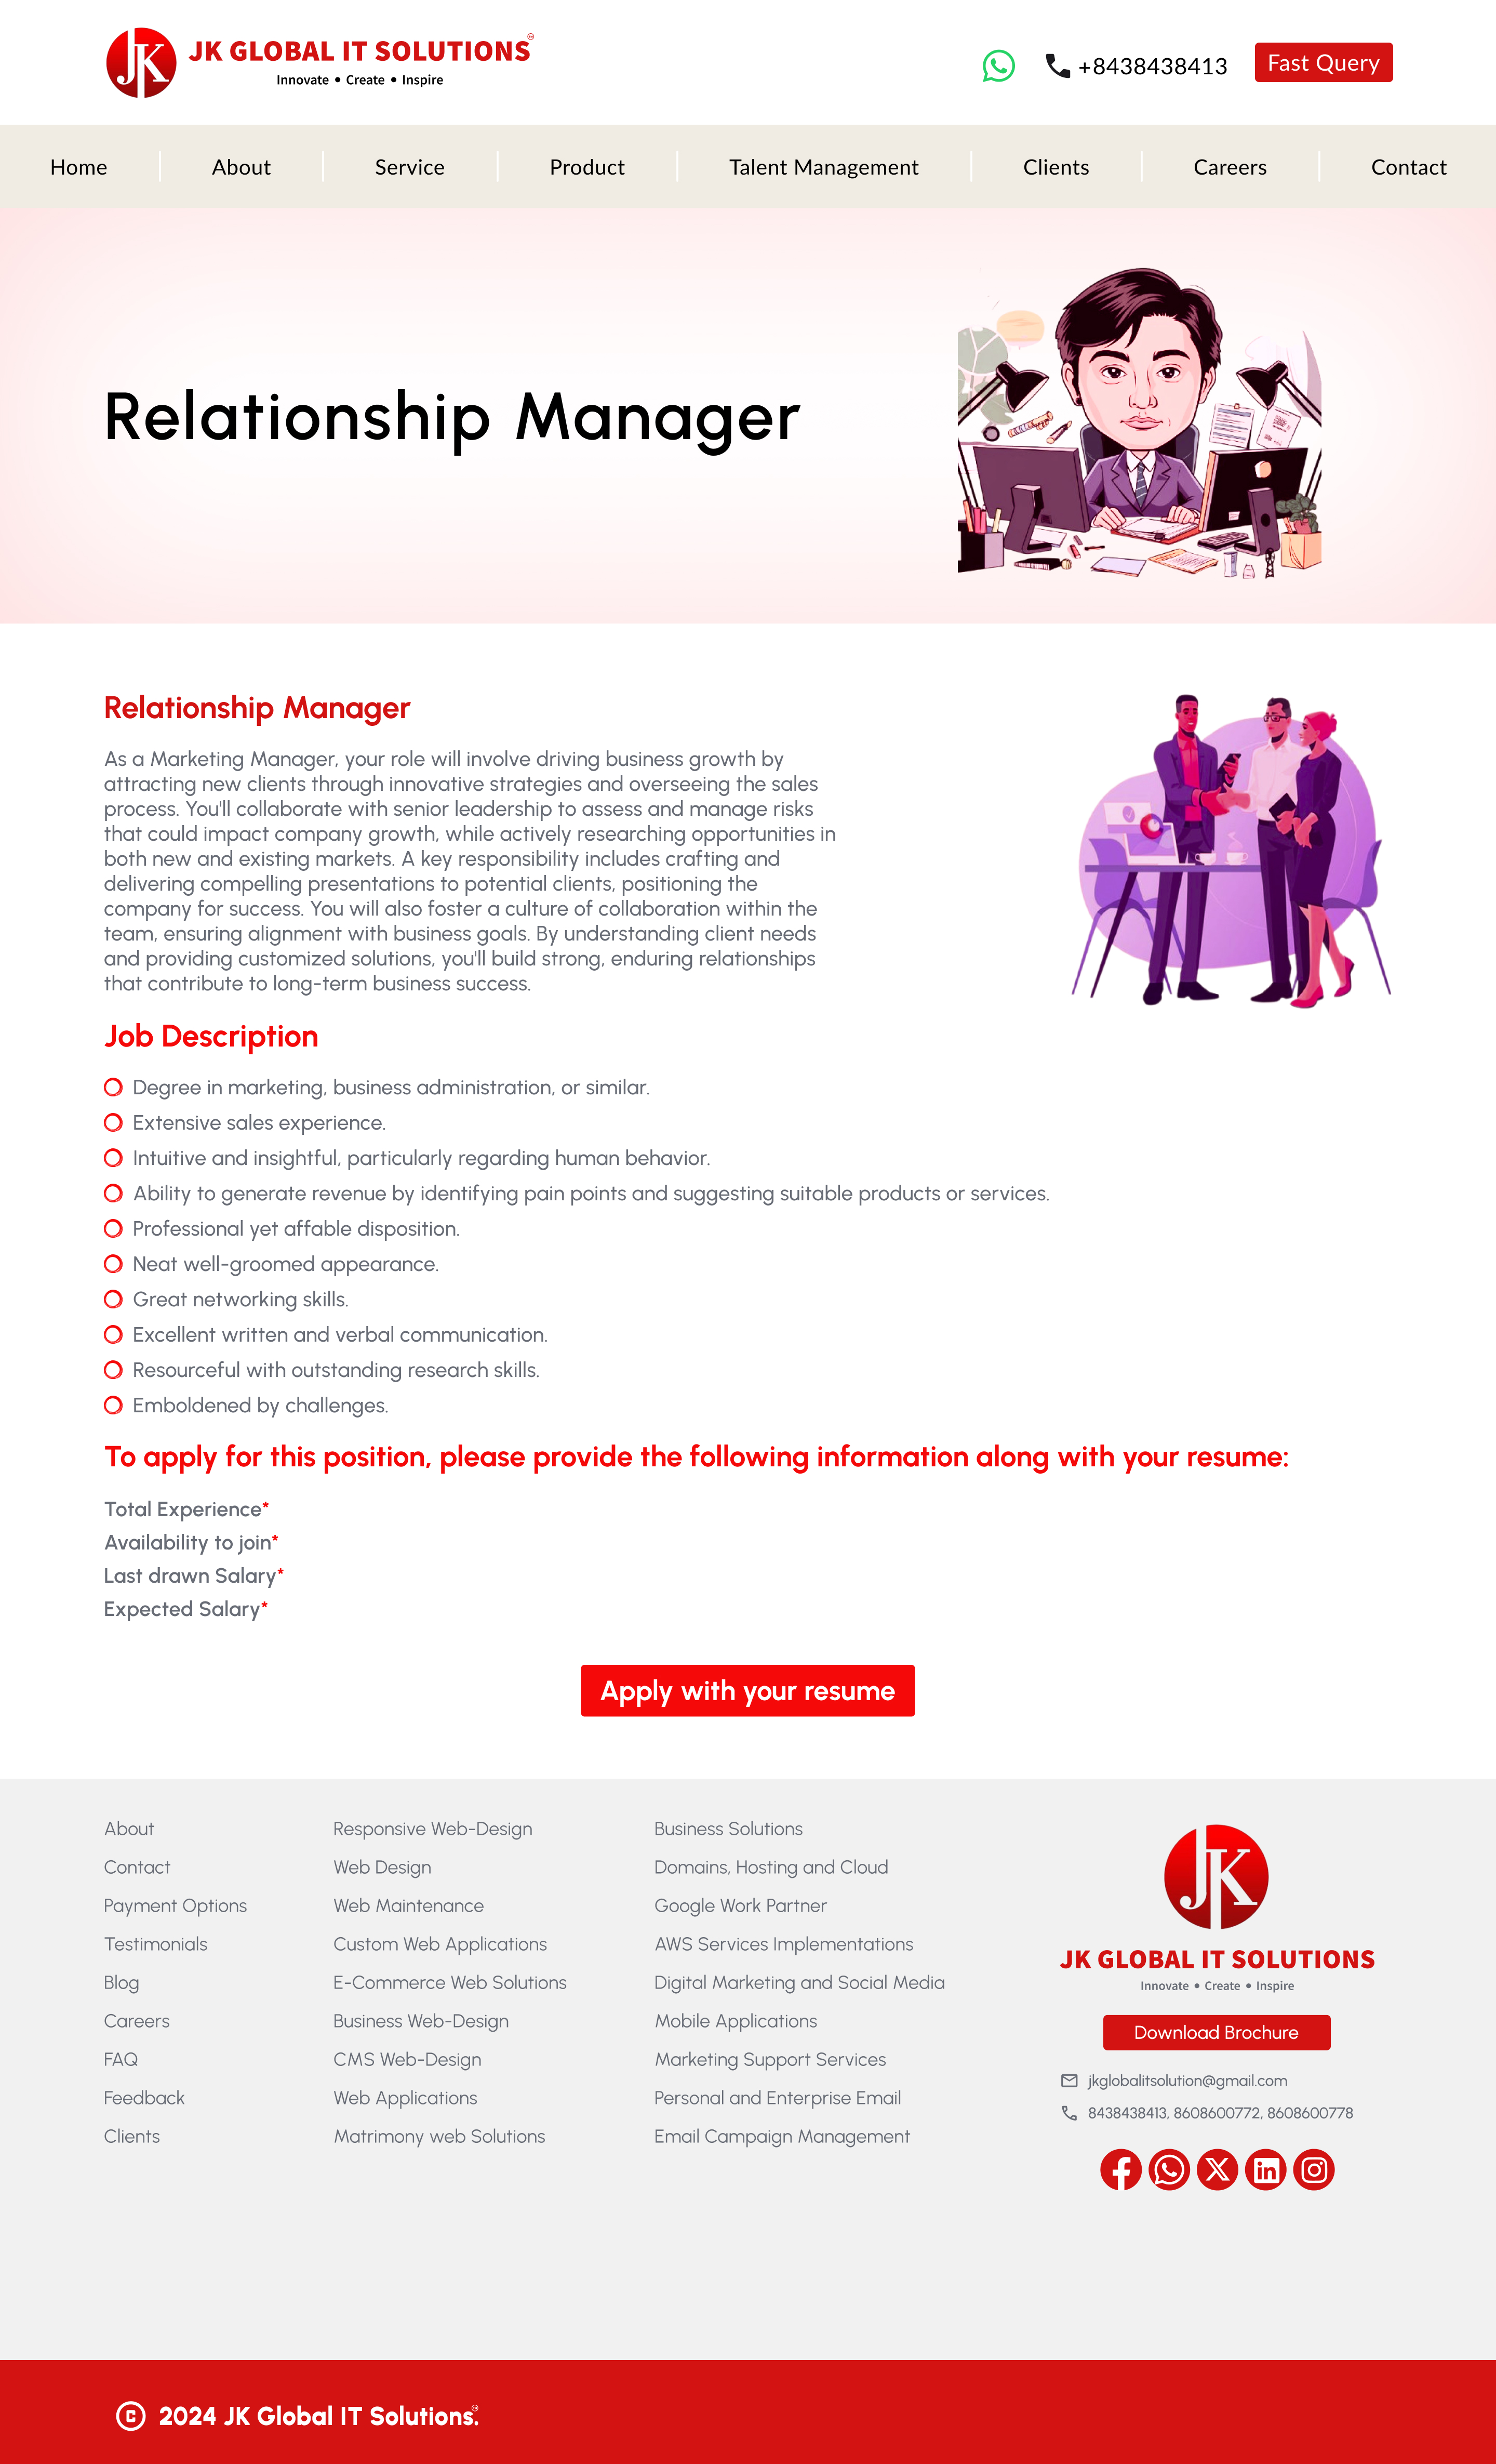 JK GLOBAL IT SOLUTIONS
Innovate • Create • Inspire
+8438438413
Fast Query
Home
About
Service
Product
Talent Management
Clients
Careers
Contact
Relationship Manager
Relationship Manager
As a Marketing Manager, your role will involve driving business growth by
attracting new clients through innovative strategies and overseeing the sales
process. You'll collaborate with senior leadership to assess and manage risks
that could impact company growth, while actively researching opportunities in
both new and existing markets. A key responsibility includes crafting and
delivering compelling presentations to potential clients, positioning the
company for success. You will also foster a culture of collaboration within the
team, ensuring alignment with business goals. By understanding client needs
and providing customized solutions, you'll build strong, enduring relationships
that contribute to long-term business success.
Job Description
Degree in marketing, business administration, or similar.
Extensive sales experience.
Intuitive and insightful, particularly regarding human behavior.
Ability to generate revenue by identifying pain points and suggesting suitable products or services.
Professional yet affable disposition.
Neat well-groomed appearance.
Great networking skills.
Excellent written and verbal communication.
Resourceful with outstanding research skills.
Emboldened by challenges.
To apply for this position, please provide the following information along with your resume:
Total Experience*
Availability to join*
Last drawn Salary*
Expected Salary*
Apply with your resume
About
Contact
Payment Options
Testimonials
Blog
Careers
FAQ
Feedback
Clients
Responsive Web-Design
Web Design
Web Maintenance
Custom Web Applications
E-Commerce Web Solutions
Business Web-Design
CMS Web-Design
Web Applications
Matrimony web Solutions
Business Solutions
Domains, Hosting and Cloud
Google Work Partner
AWS Services Implementations
Digital Marketing and Social Media
Mobile Applications
Marketing Support Services
Personal and Enterprise Email
Email Campaign Management
JK
JK GLOBAL IT SOLUTIONS
Innovate • Create • Inspire
Download Brochure
jkglobalitsolution@gmail.com
8438438413, 8608600772, 8608600778
© 2024 JK Global IT Solutions.